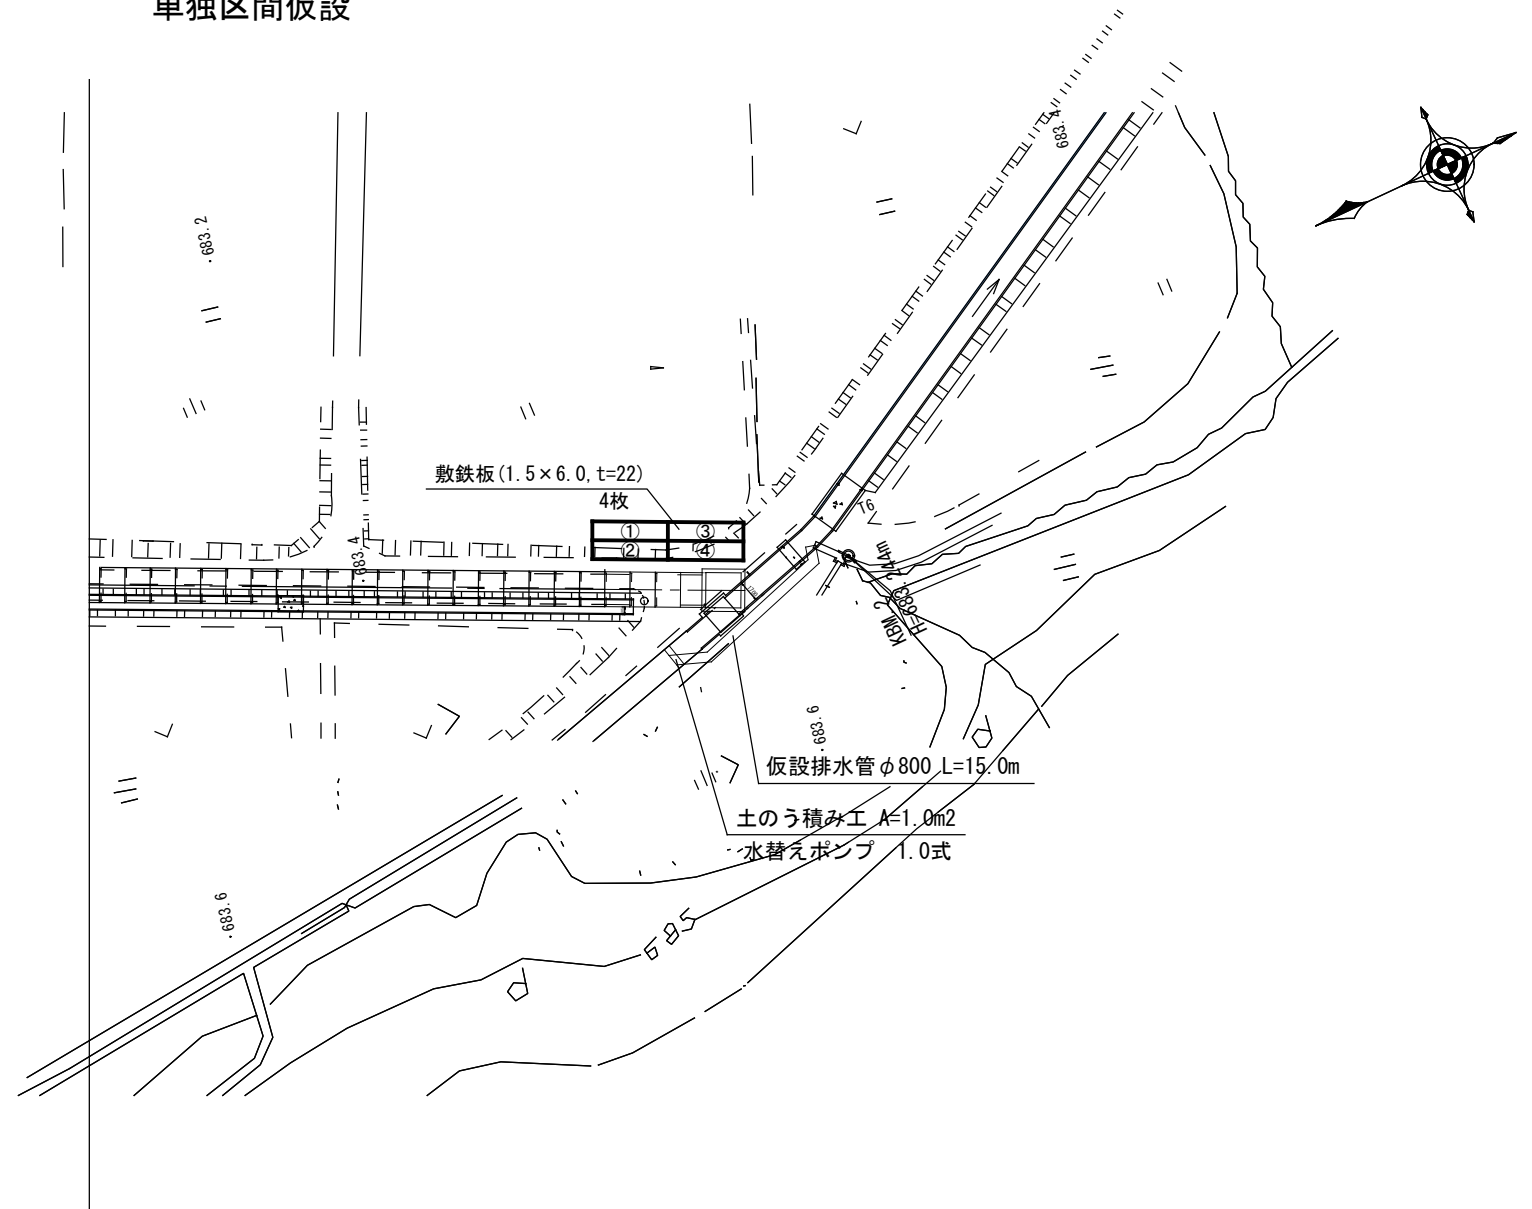 単独区間仮設
683.4
.683.2
敷鉄板(1.5×6.0,t=22)
4枚
① ③
② ④
T6
.683.4
KBM 2
H=683.244m
.683.6
仮設排水管φ800 L=15.0m
土のう積み工 A=1.0m2
水替えポンプ 1.0式
.683.6
685